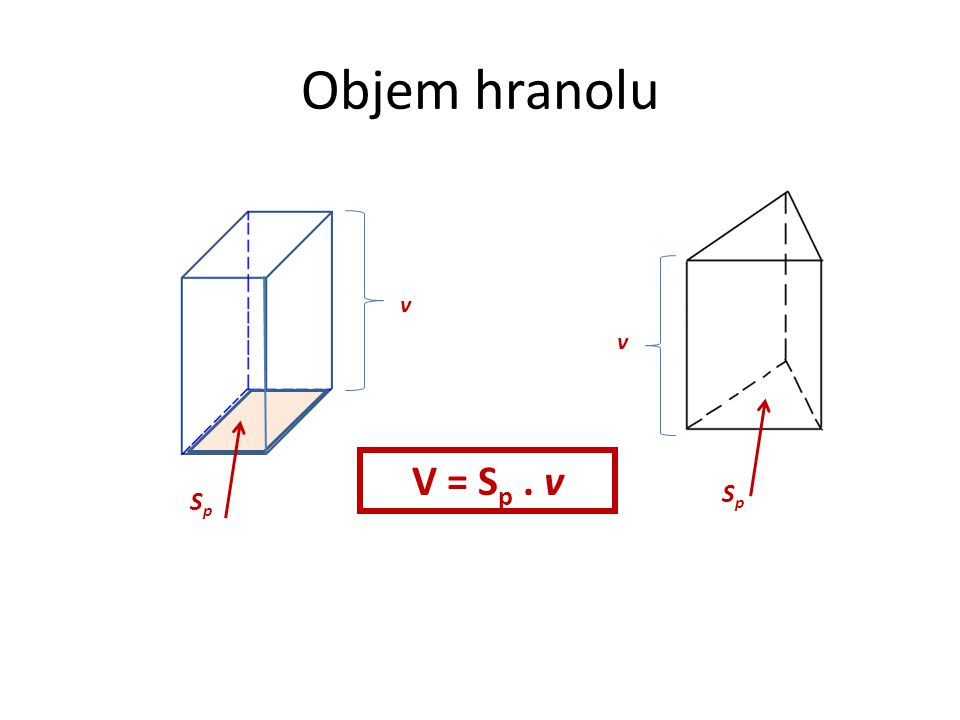 Objem hranolu
v
v
V = Sp . v
Sp
Sp